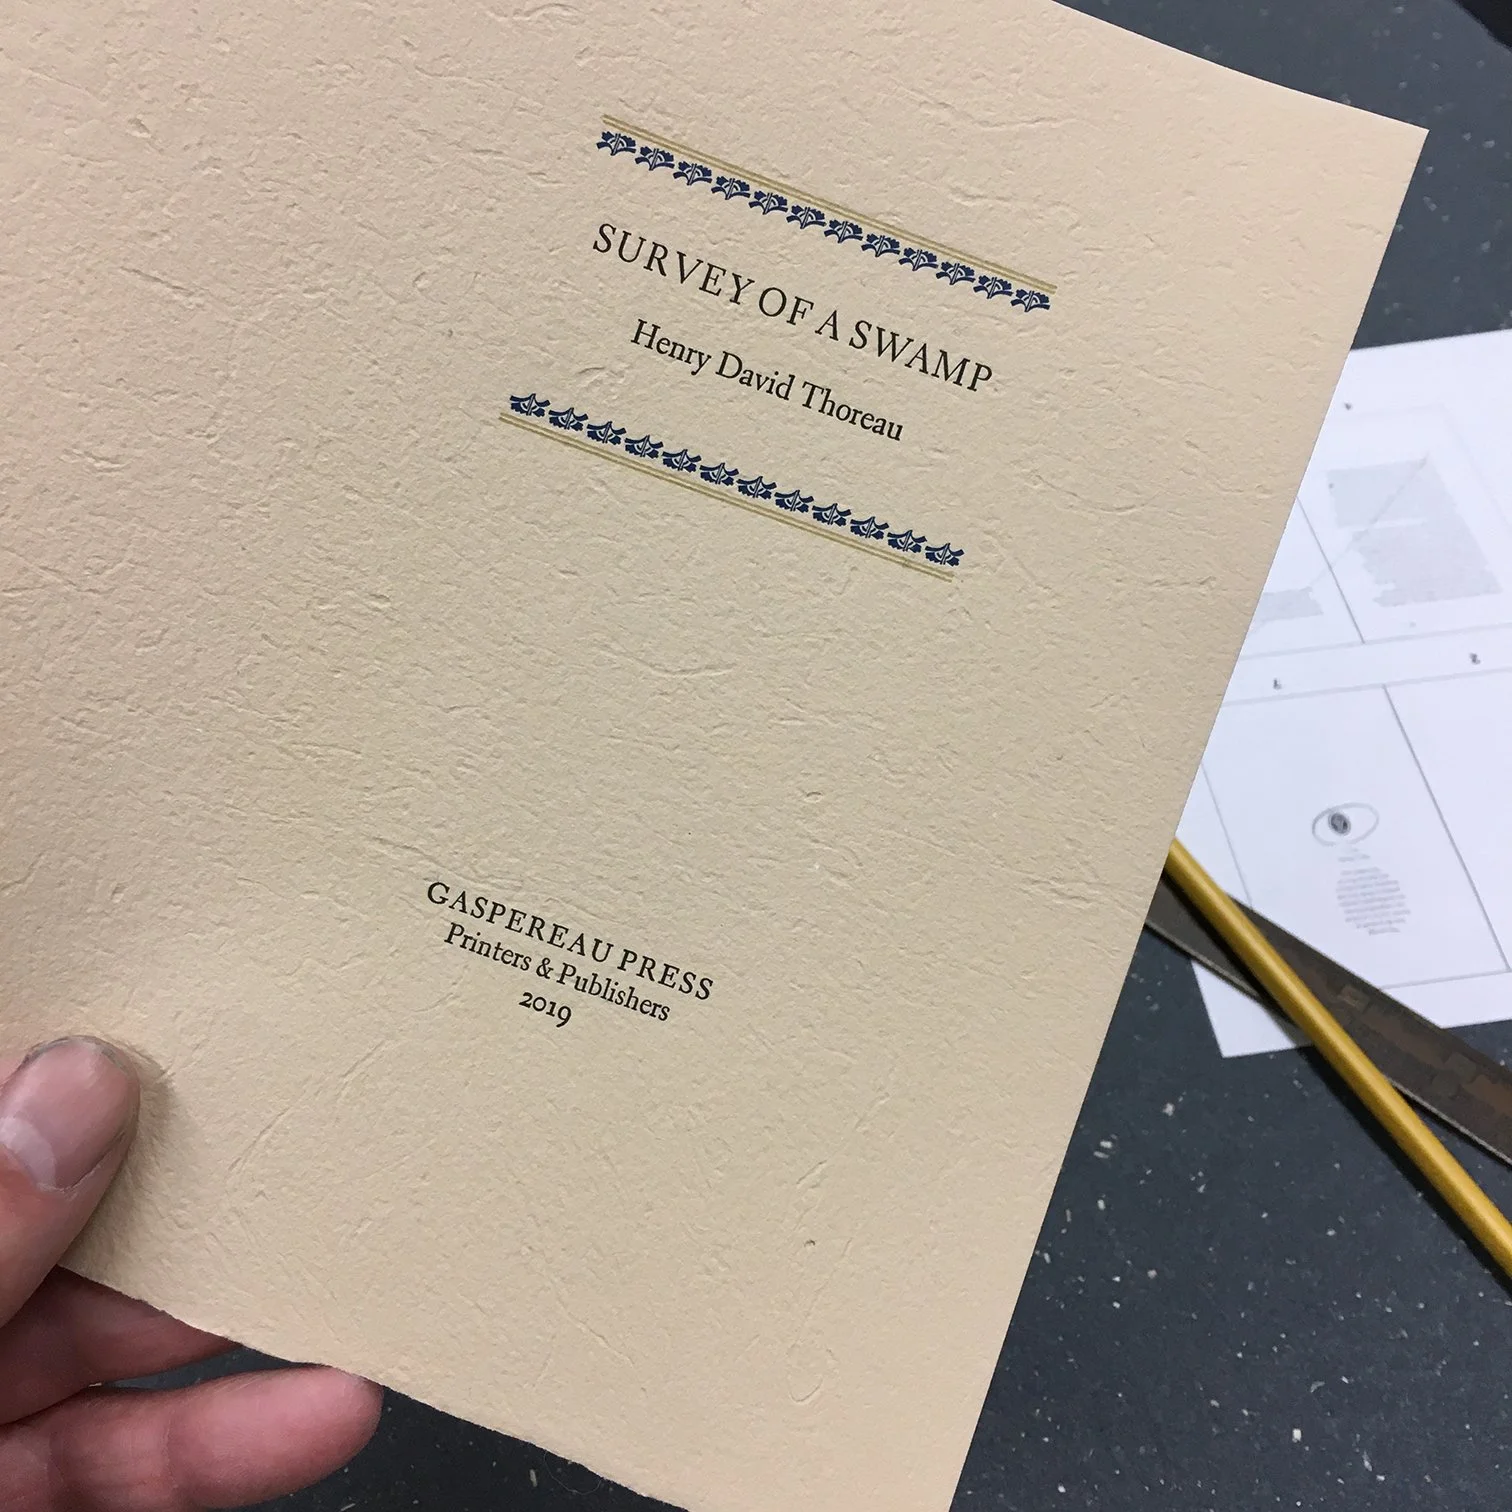 SURVEY OF A SWAMP
Henry David Thoreau
GASPEREAU PRESS
Printers & Publishers
2019